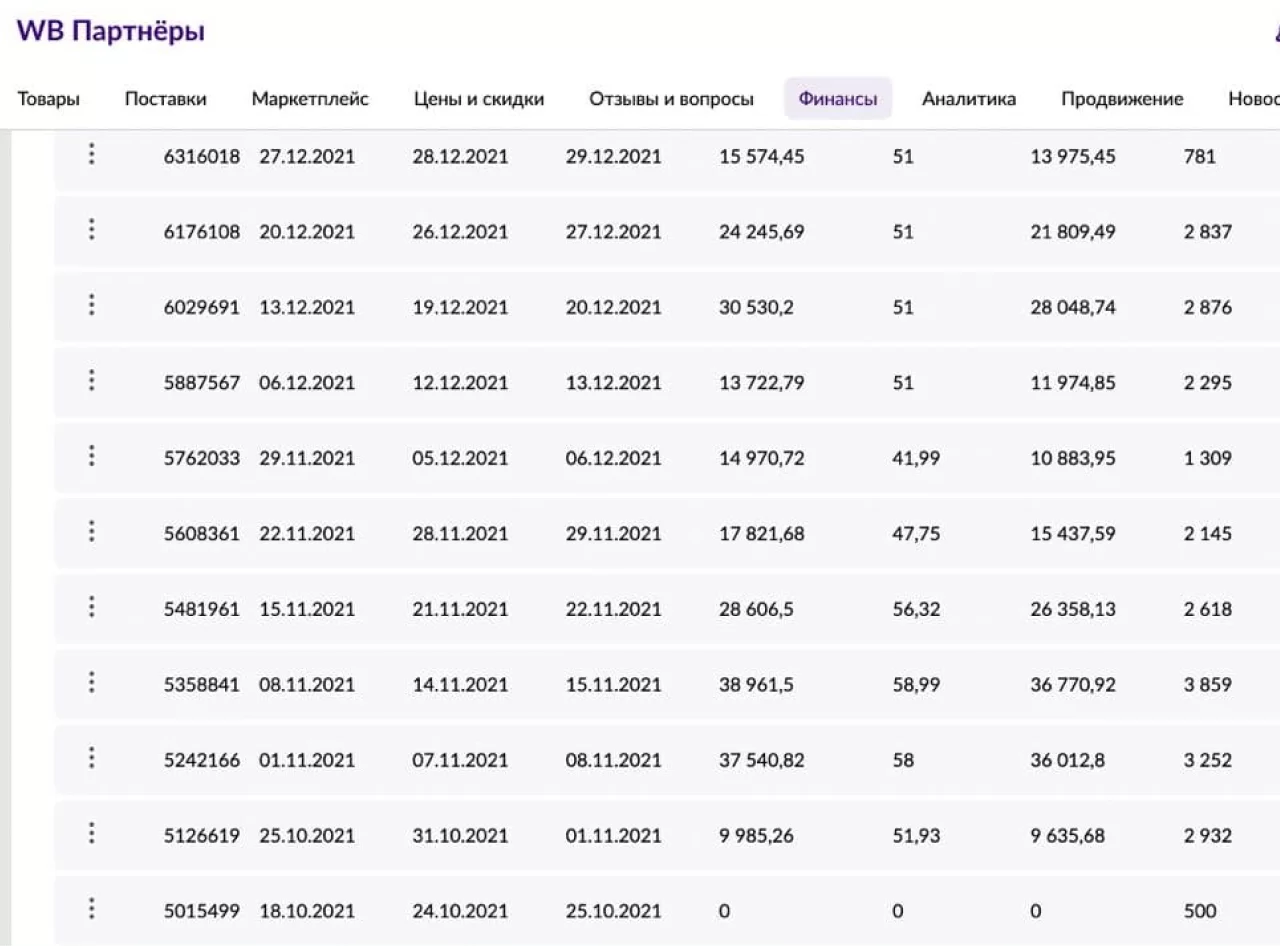 WB Партнёры
Товары Поставки Маркетплейс Цены и скидки Отзывы и вопросы Финансы Аналитика Продвижение
6316018 27.12.2021 28.12.2021 29.12.2021 15 574,45 51 13 975,45 781
6176108 20.12.2021 26.12.2021 27.12.2021 24 245,69 51 21 809,49 2 837
6029691 13.12.2021 19.12.2021 20.12.2021 30 530,2 51 28 048,74 2 876
5887567 06.12.2021 12.12.2021 13.12.2021 13 722,79 51 11 974,85 2 295
5762033 29.11.2021 05.12.2021 06.12.2021 14 970,72 41,99 10 883,95 1 309
5608361 22.11.2021 28.11.2021 29.11.2021 17 821,68 47,75 15 437,59 2 145
5481961 15.11.2021 21.11.2021 22.11.2021 28 606,5 56,32 26 358,13 2 618
5358841 08.11.2021 14.11.2021 15.11.2021 38 961,5 58,99 36 770,92 3 859
5242166 01.11.2021 07.11.2021 08.11.2021 37 540,82 58 36 012,8 3 252
5126619 25.10.2021 31.10.2021 01.11.2021 9 985,26 51,93 9 635,68 2 932
5015499 18.10.2021 24.10.2021 25.10.2021 0 0 0 500